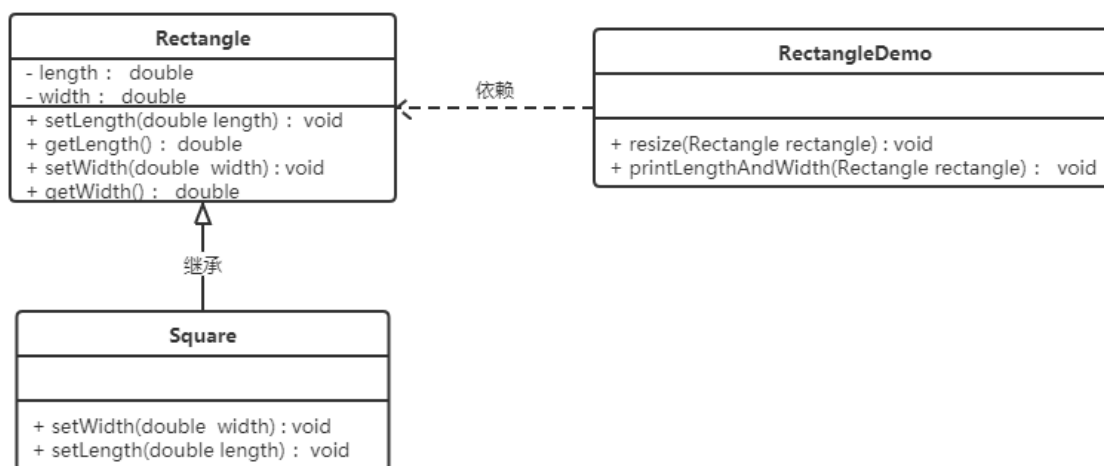 Rectangle
- length： double
- width： double
+ setLength(double length)： void
+ getLength()： double
+ setWidth(double  width) : void
+ getWidth()： double
依赖
RectangleDemo
+ resize(Rectangle rectangle) : void
+ printLengthAndWidth(Rectangle rectangle)： void
继承
Square
+ setWidth(double  width) : void
+ setLength(double length)： void